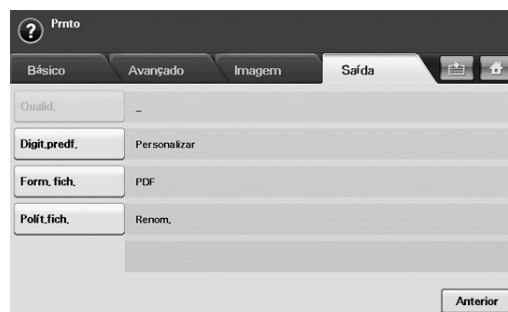 ? Prnto
Básico Avançado Imagem Saída
Qualid. _
Digit.predf. Personalizar
Form. fich. PDF
Polít.fich. Renom.
Anterior